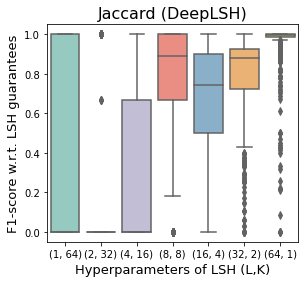 Jaccard (DeepLSH)
F1-score w.r.t. LSH guarantees
1.0
0.8
0.6
0.4
0.2
0.0
(1, 64) (2, 32) (4, 16) (8, 8) (16, 4) (32, 2) (64, 1)
Hyperparameters of LSH (L,K)